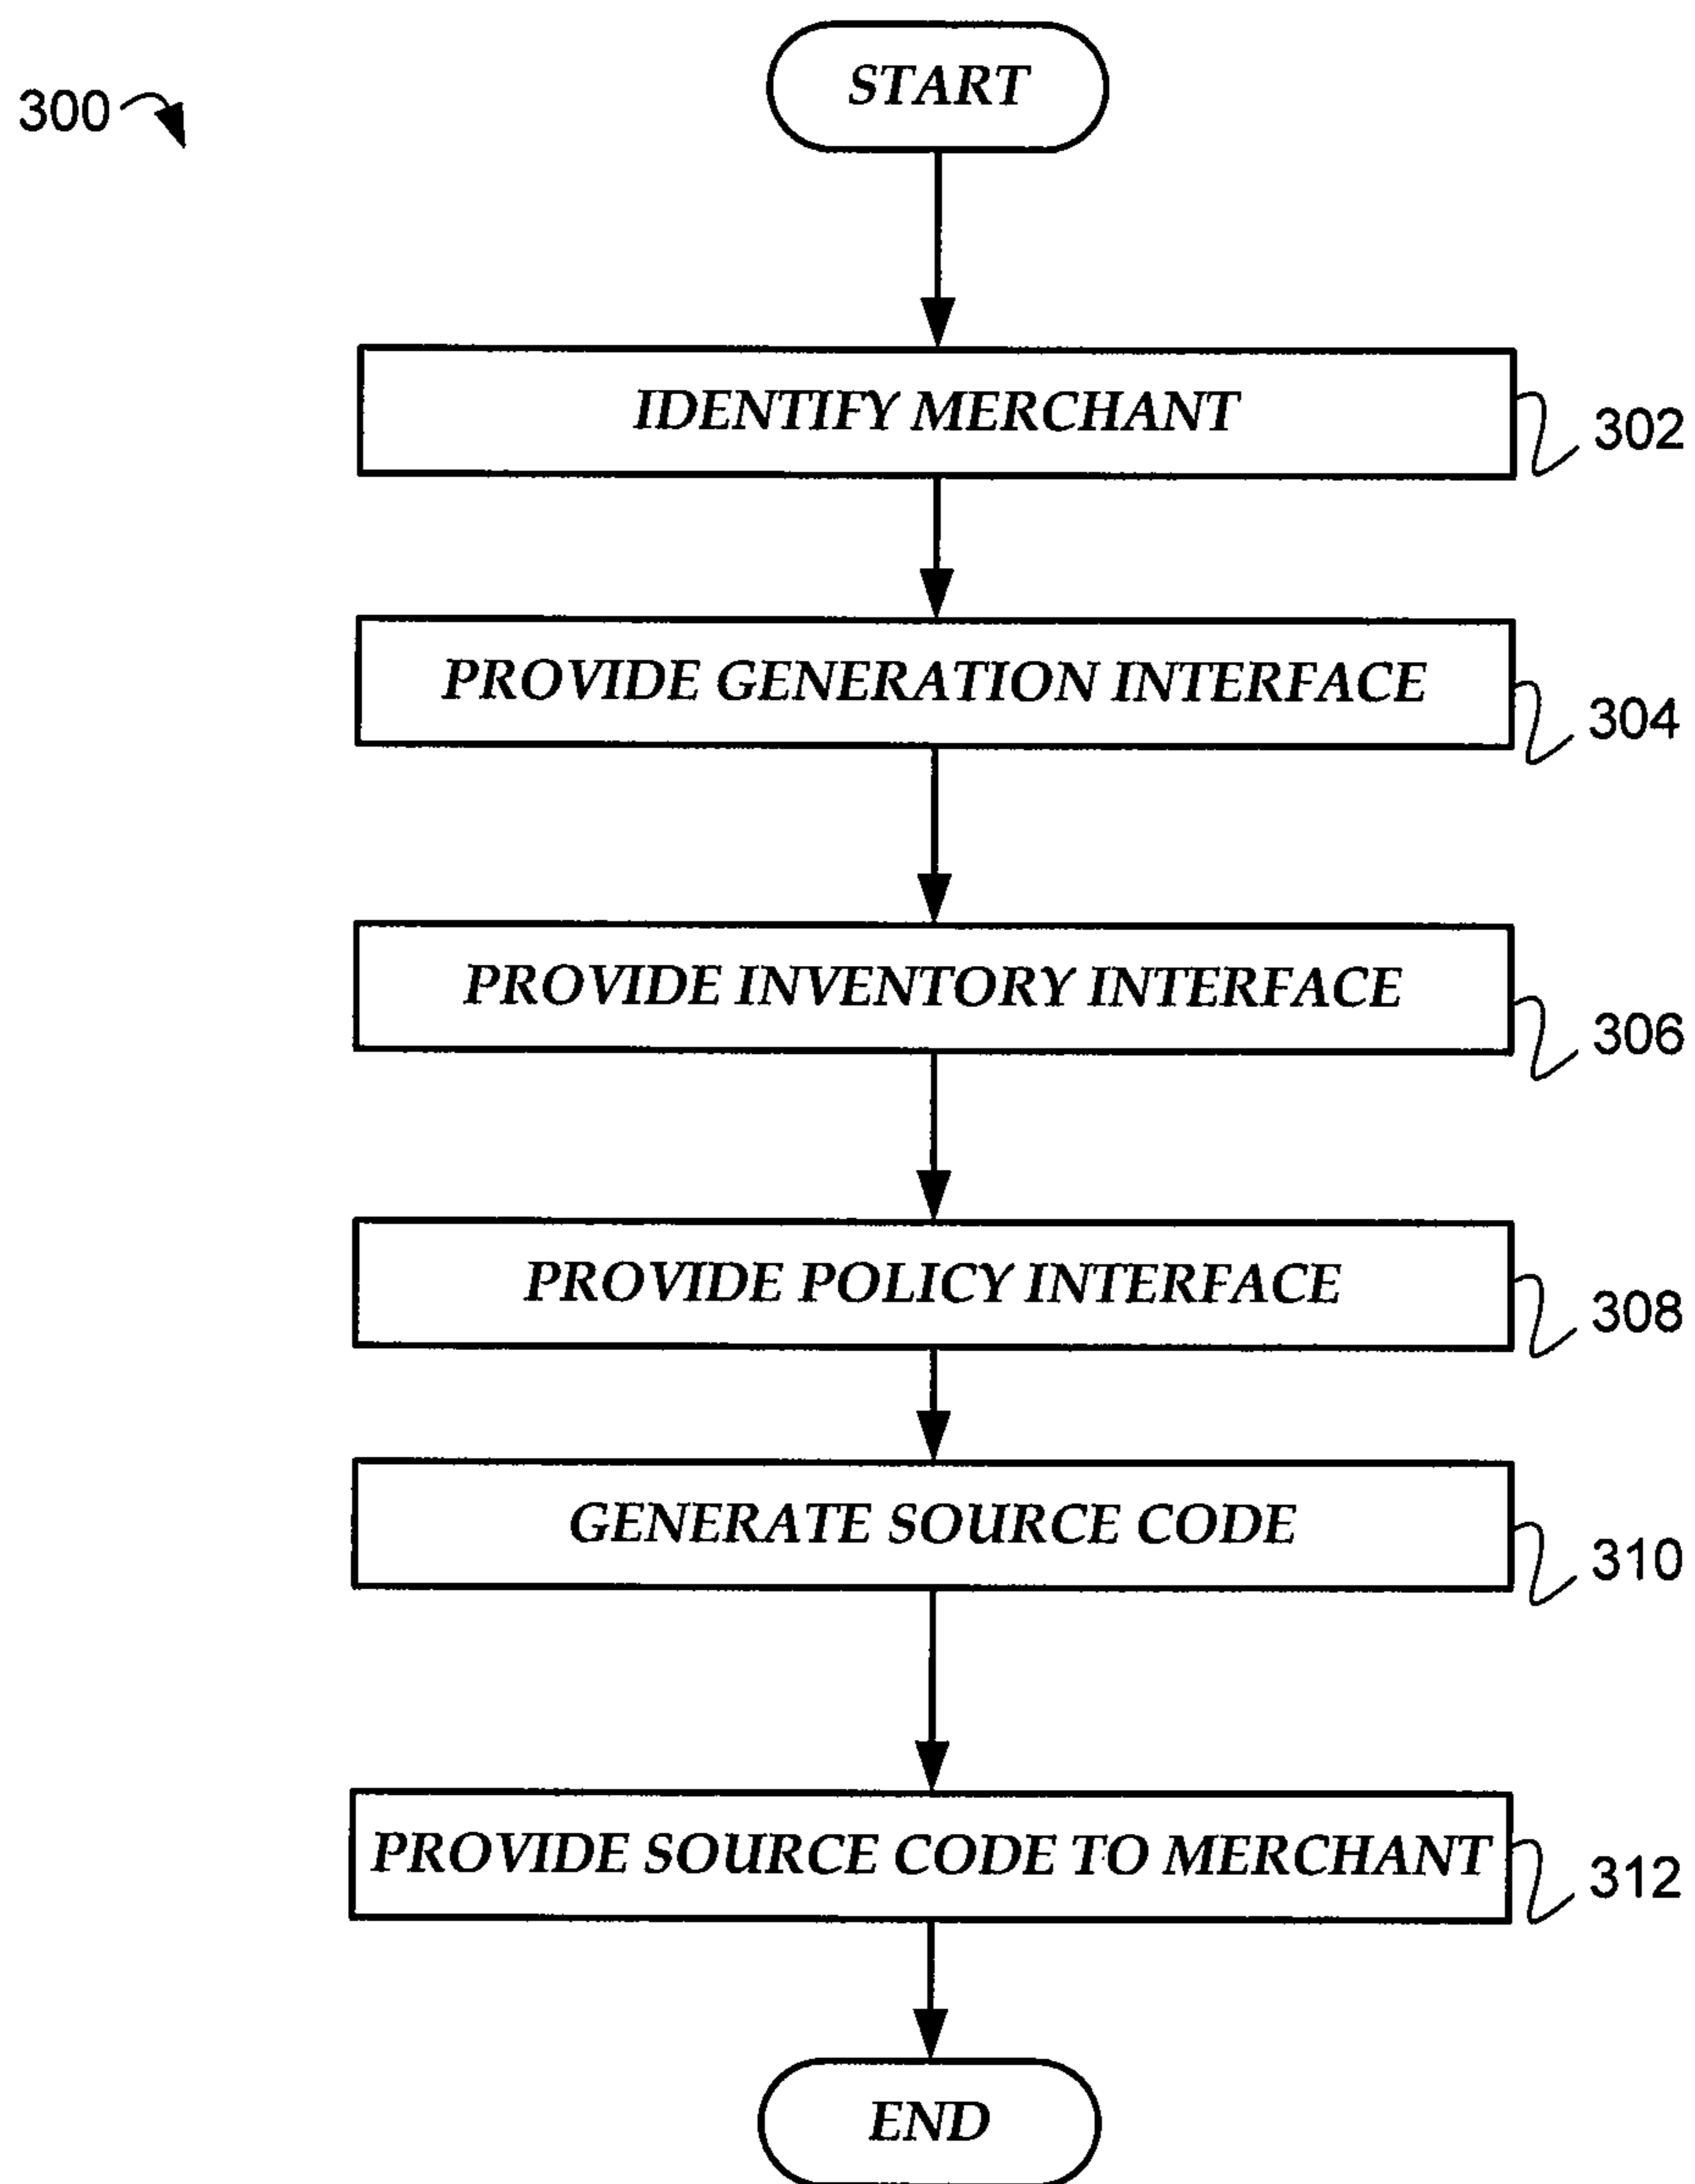 START
300
IDENTIFY MERCHANT
302
PROVIDE GENERATION INTERFACE
304
PROVIDE INVENTORY INTERFACE
306
PROVIDE POLICY INTERFACE
308
GENERATE SOURCE CODE
310
PROVIDE SOURCE CODE TO MERCHANT
312
END